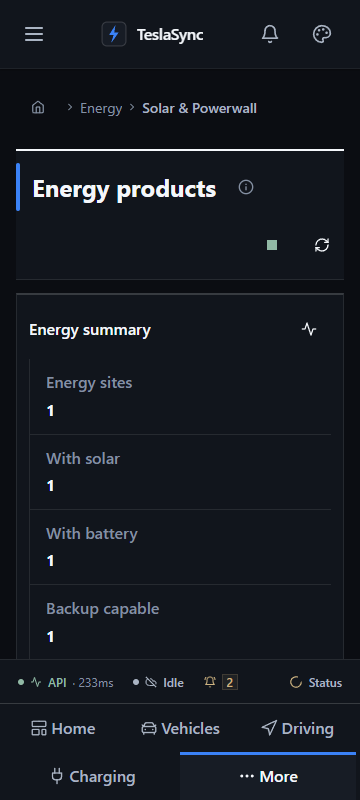 TeslaSync
Energy
Solar & Powerwall
Energy products
Energy summary
Energy sites
1
With solar
1
With battery
1
Backup capable
1
API · 233ms
Idle
2
Status
Home
Vehicles
Driving
Charging
More